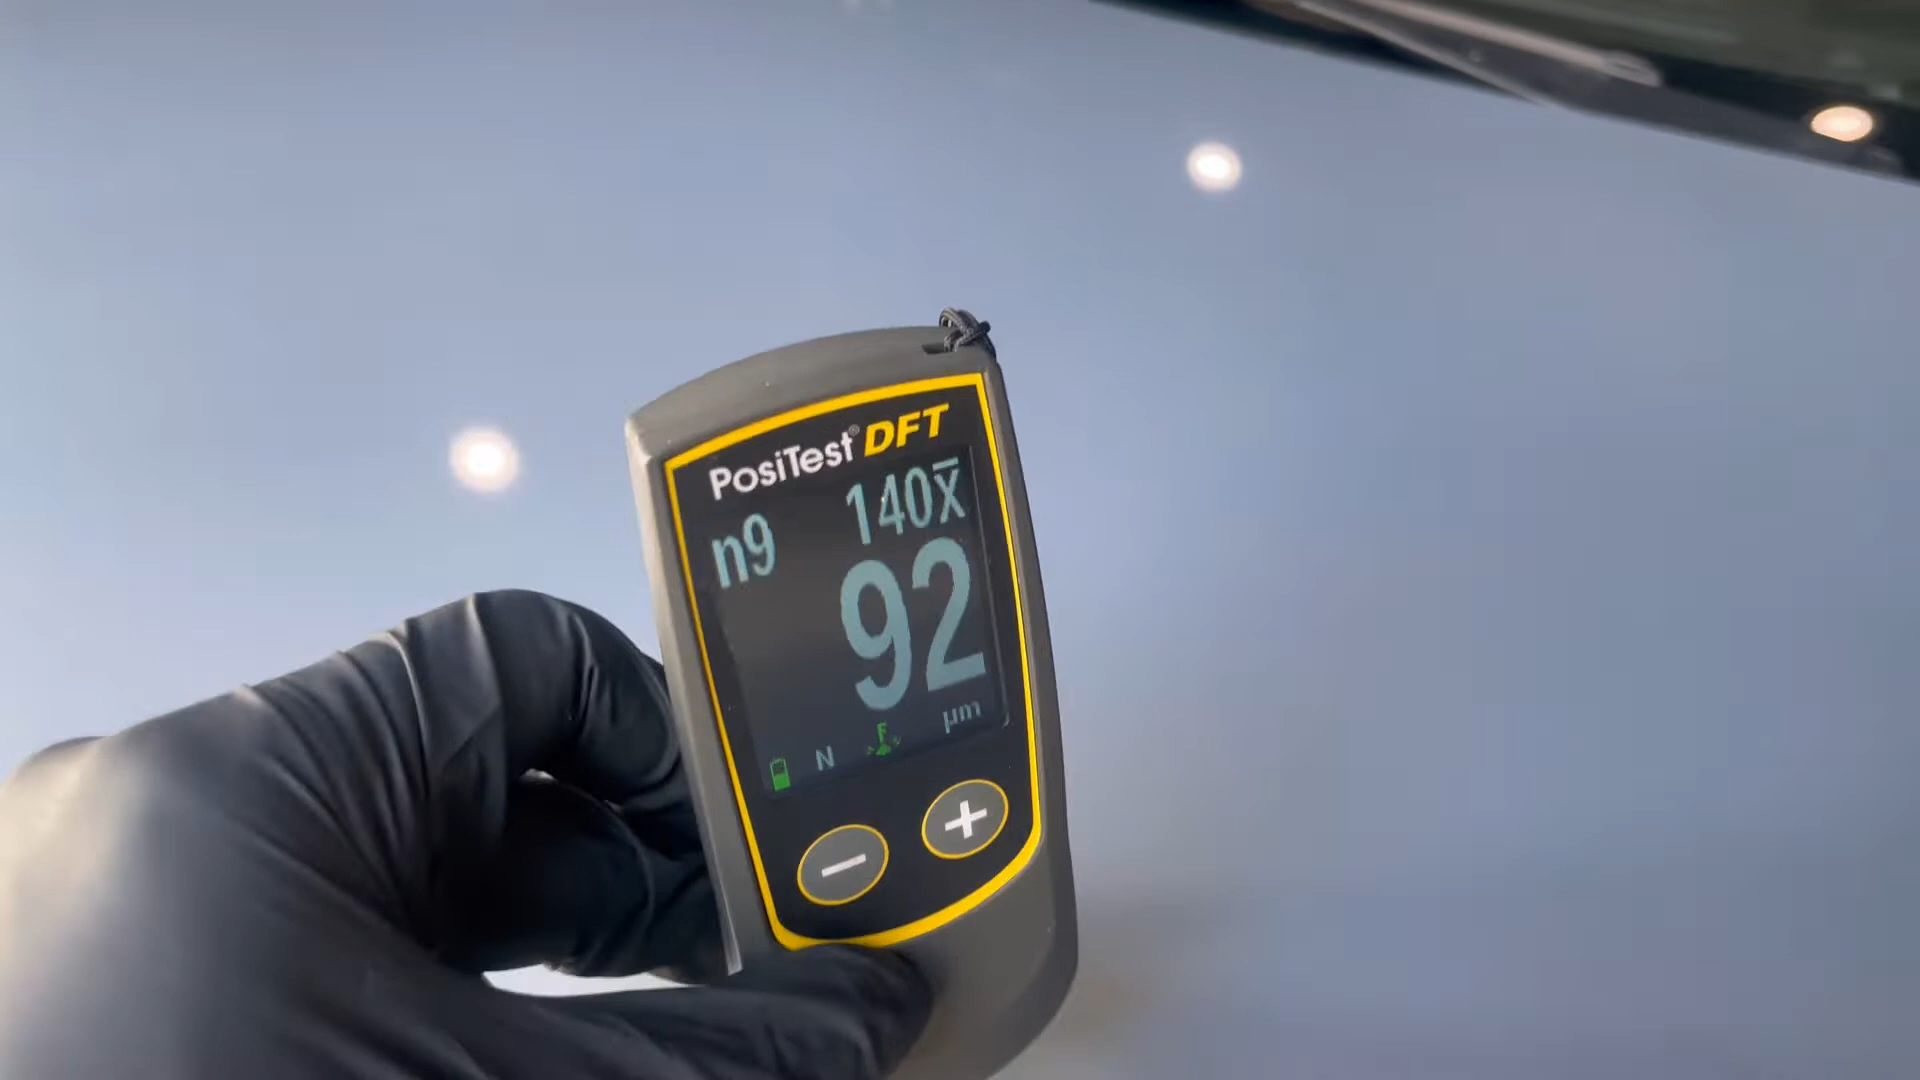 PosiTest® DFT
n9 140x̅
92
F
N µm
− +